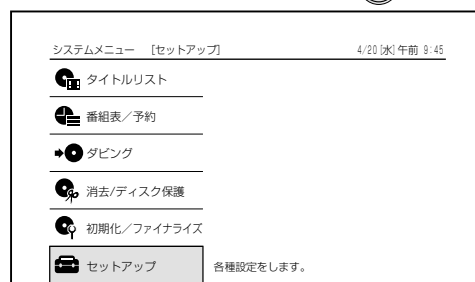 システムメニュー [セットアップ] 4/20[水]午前 9:45
タイトルリスト
番組表/予約
ダビング
消去/ディスク保護
初期化/ファイナライズ
セットアップ 各種設定をします。